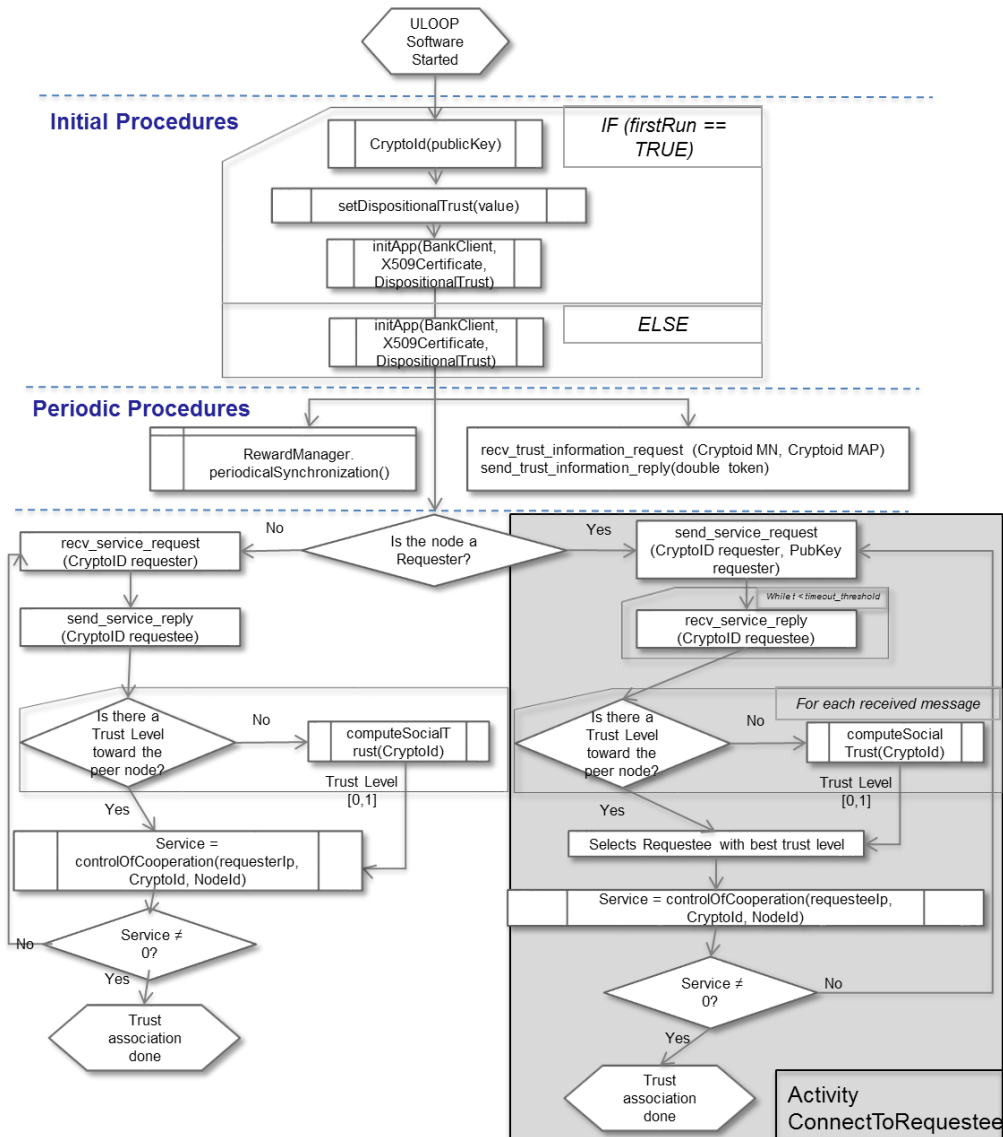 ULOOP
Software
Started
Initial Procedures
IF (firstRun ==
TRUE)
CryptoId(publicKey)
setDispositionalTrust(value)
initApp(BankClient,
X509Certificate,
DispositionalTrust)
ELSE
initApp(BankClient,
X509Certificate,
DispositionalTrust)
Periodic Procedures
RewardManager.
periodicalSynchronization()
recv_trust_information_request (Cryptoid MN, Cryptoid MAP)
send_trust_information_reply(double token)
Is the node a
Requester?
No
Yes
recv_service_request
(CryptoID requester)
send_service_reply
(CryptoID requestee)
Is there a
Trust Level
toward the
peer node?
No
computeSocialT
rust(CryptoId)
Trust Level
[0,1]
Yes
Service =
controlOfCooperation(requesterIp,
CryptoId, NodeId)
Service ≠
0?
No
Yes
Trust
association
done
send_service_request
(CryptoID requester, PubKey
requester)
While t < timeout_threshold
recv_service_reply
(CryptoID requestee)
For each received message
Is there a
Trust Level
toward the
peer node?
No
computeSocial
Trust(CryptoId)
Trust Level
[0,1]
Yes
Selects Requestee with best trust level
Service = controlOfCooperation(requesteeIp,
CryptoId, NodeId)
Service ≠
0?
No
Yes
Trust
association
done
Activity
ConnectToRequestee